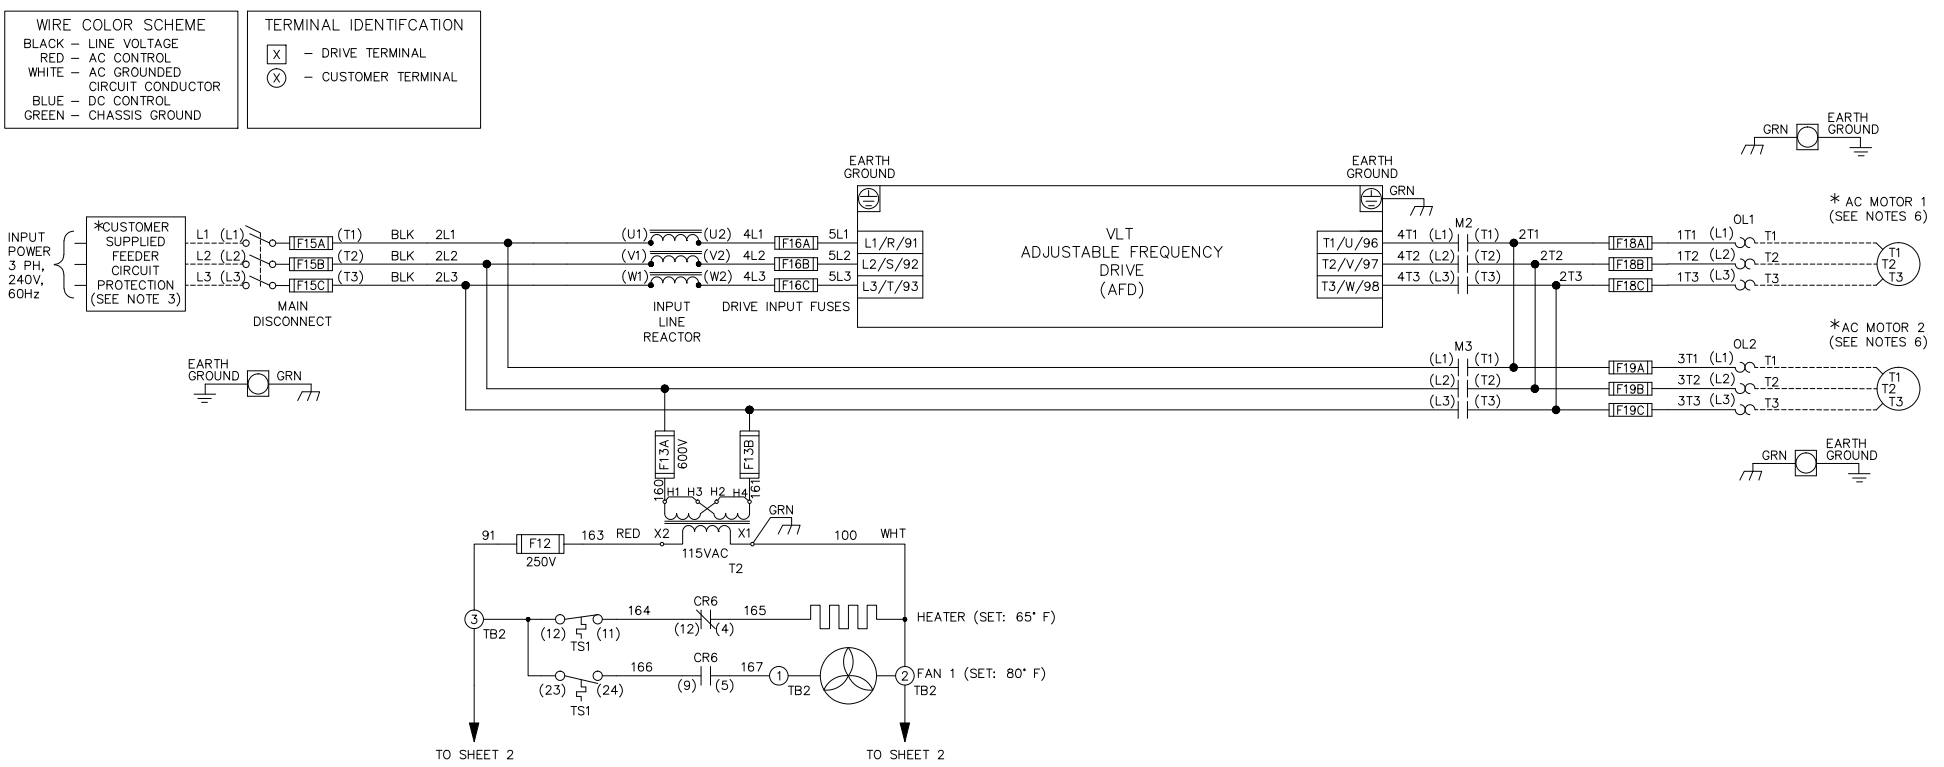 WIRE COLOR SCHEME
BLACK – LINE VOLTAGE
RED – AC CONTROL
WHITE – AC GROUNDED
CIRCUIT CONDUCTOR
BLUE – DC CONTROL
GREEN – CHASSIS GROUND
TERMINAL IDENTIFCATION
X – DRIVE TERMINAL
X – CUSTOMER TERMINAL
GRN
EARTH
GROUND
EARTH
GROUND
EARTH
GROUND
GRN
INPUT
POWER
3 PH,
240V,
60Hz
*CUSTOMER
SUPPLIED
FEEDER
CIRCUIT
PROTECTION
(SEE NOTE 3)
L1 (L1) F15A (T1) BLK 2L1 (U1) (U2) 4L1 F16A 5L1 L1/R/91
L2 (L2) F15B (T2) BLK 2L2 (V1) (V2) 4L2 F16B 5L2 L2/S/92
L3 (L3) F15C (T3) BLK 2L3 (W1) (W2) 4L3 F16C 5L3 L3/T/93
MAIN
DISCONNECT
INPUT
LINE
REACTOR
DRIVE INPUT FUSES
VLT
ADJUSTABLE FREQUENCY
DRIVE
(AFD)
M2
OL1
* AC MOTOR 1
(SEE NOTES 6)
T1/U/96 4T1 (L1) (T1) 2T1 F18A 1T1 (L1) T1
T2/V/97 4T2 (L2) (T2) 2T2 F18B 1T2 (L2) T2
T3/W/98 4T3 (L3) (T3) 2T3 F18C 1T3 (L3) T3
T1
T2
T3
M3
OL2
* AC MOTOR 2
(SEE NOTES 6)
(L1) (T1) F19A 3T1 (L1) T1
(L2) (T2) F19B 3T2 (L2) T2
(L3) (T3) F19C 3T3 (L3) T3
T1
T2
T3
EARTH
GROUND
GRN
GRN
EARTH
GROUND
F13A
600V
F13B
160
161
H1 H3 H2 H4
GRN
91 F12 163 RED X2 X1 100 WHT
250V
115VAC
T2
3
TB2
164 CR6 165
(12) (11) (12) (4)
TS1
HEATER (SET: 65° F)
166 CR6 167
(23) (24) (9) (5)
TS1
1
TB2
2
TB2
FAN 1 (SET: 80° F)
TO SHEET 2
TO SHEET 2